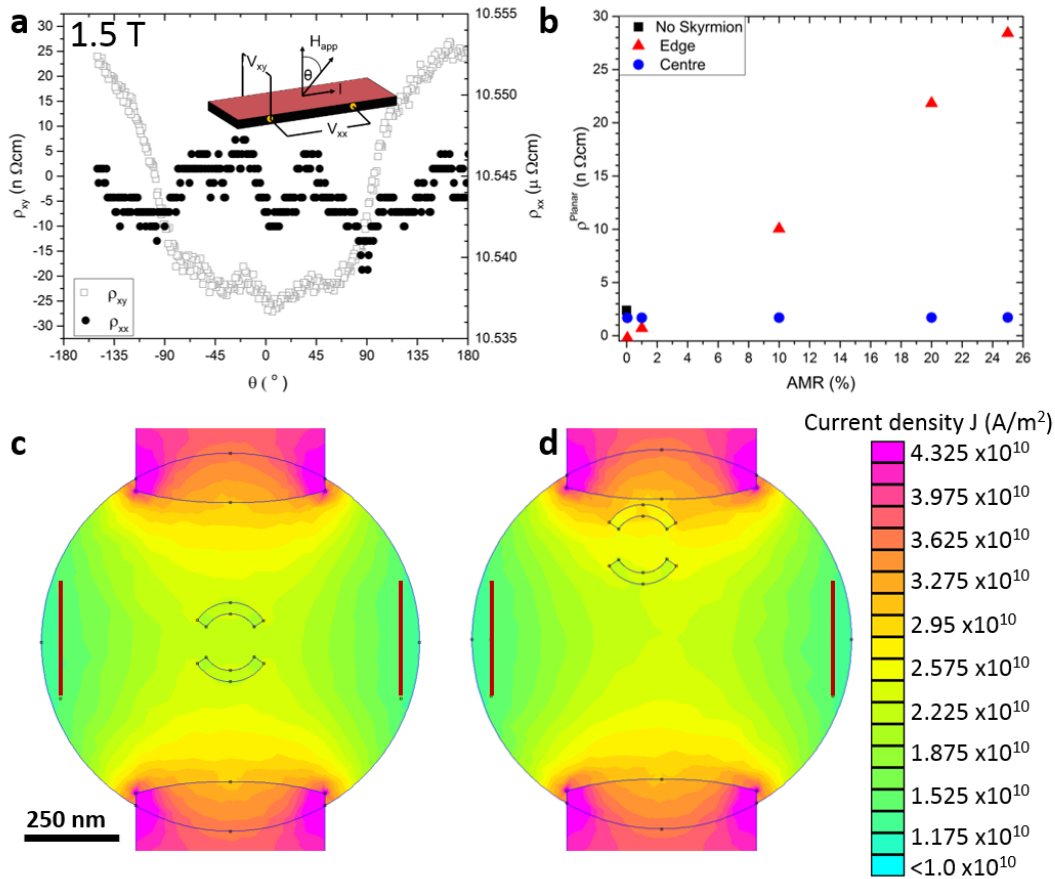 a
1.5 T
ρxy (n Ωcm)
30
25
20
15
10
5
0
-5
-10
-15
-20
-25
-30
Vxy
Happ
θ
I
Vxx
ρxy
ρxx
-180
-135
-90
-45
0
45
90
135
180
θ ( ° )
10.555
10.550
10.545
10.540
10.535
ρxx (μ Ωcm)
b
No Skyrmion
Edge
Centre
ρPlanar (n Ωcm)
30
25
20
15
10
5
0
0
2
4
6
8
10
12
14
16
18
20
22
24
26
AMR (%)
c
250 nm
d
Current density J (A/m²)
4.325 x10¹⁰
3.975 x10¹⁰
3.625 x10¹⁰
3.275 x10¹⁰
2.95 x10¹⁰
2.575 x10¹⁰
2.225 x10¹⁰
1.875 x10¹⁰
1.525 x10¹⁰
1.175 x10¹⁰
<1.0 x10¹⁰